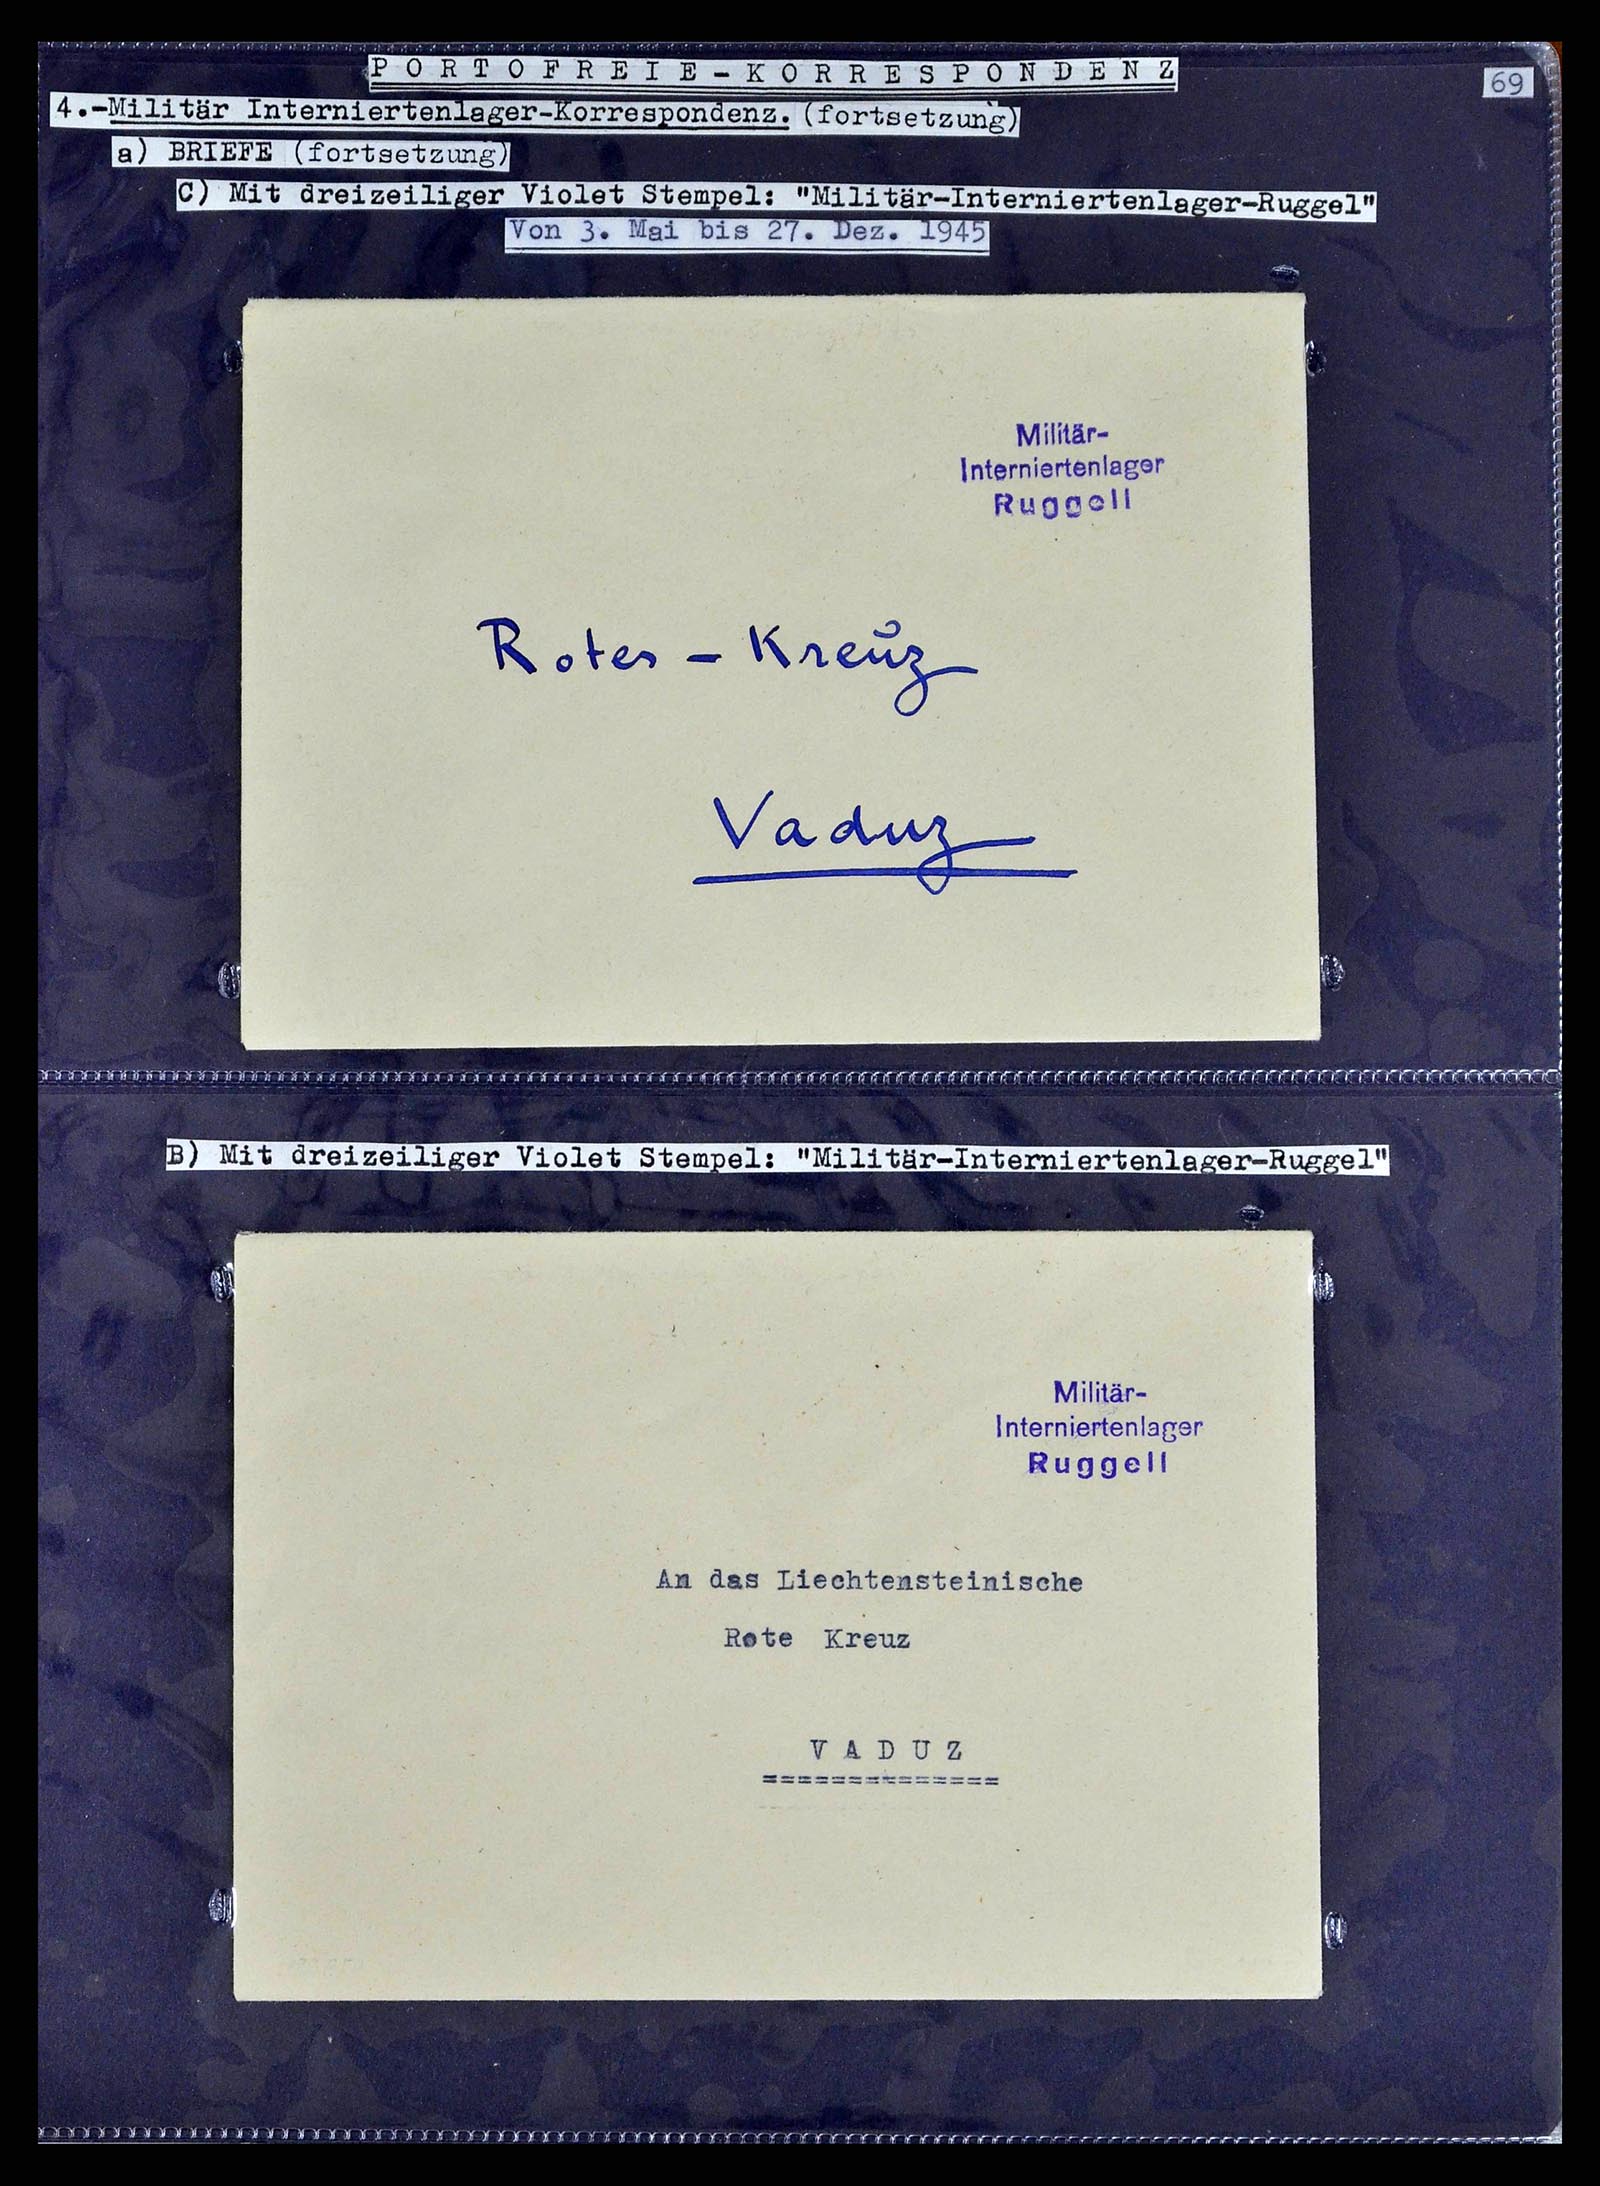 PORTOFREIE-KORRESPONDENZ
69
4.-Militär Interniertenlager-Korrespondenz. (fortsetzung)
a) BRIEFE (fortsetzung)
C) Mit dreizeiliger Violet Stempel: "Militär-Interniertenlager-Ruggel"
Von 3. Mai bis 27. Dez. 1945
Militär-
Interniertenlager
Ruggell
Rotes - Kreuz
Vaduz
B) Mit dreizeiliger Violet Stempel: "Militär-Interniertenlager-Ruggel"
Militär-
Interniertenlager
Ruggell
An das Liechtensteinische
Rote Kreuz
VADUZ
==============